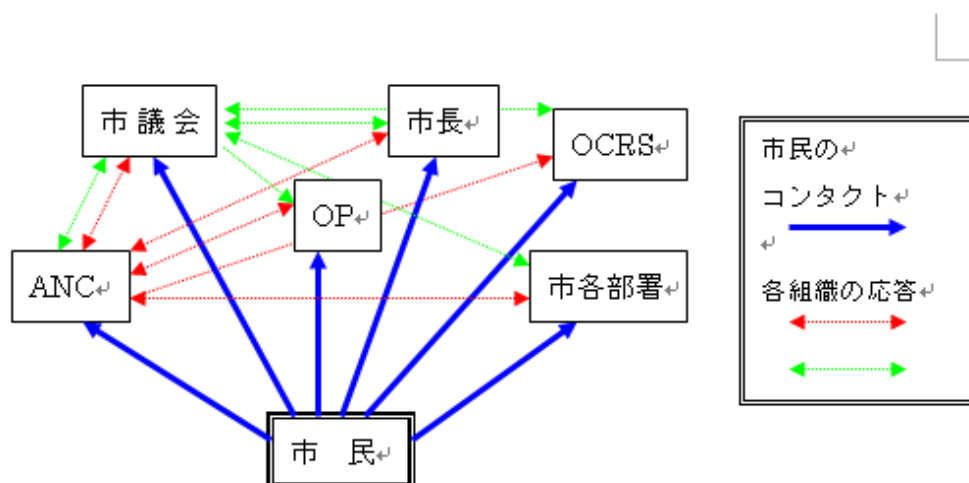 市議会
市長↵
OCRS↵
OP↵
ANC↵
市各部署↵
市　民↵
市民の↵
コンタクト↵
↵
各組織の応答↵